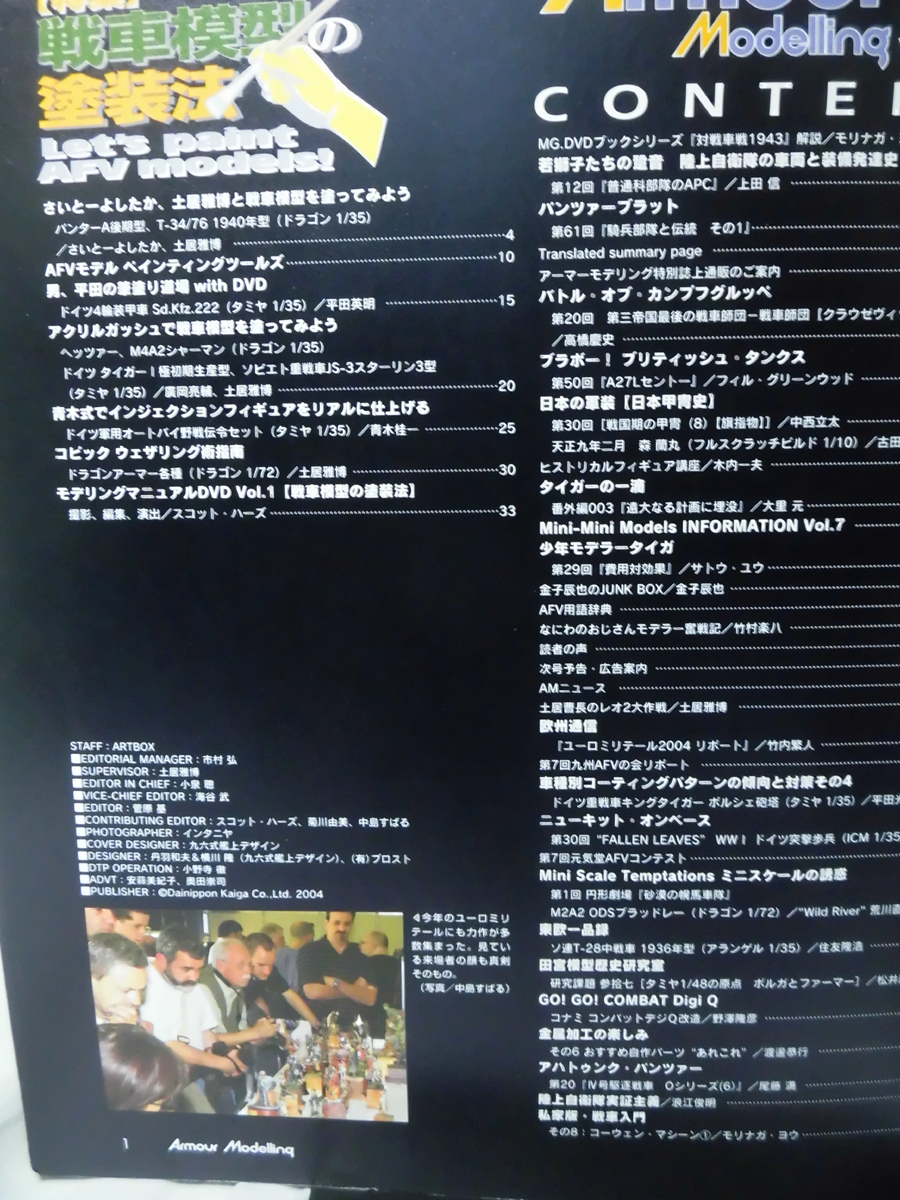 【特集】
戦車模型の
塗装法
Let's paint
AFV models!
さいとーよしたか、土居雅博と戦車模型を塗ってみよう
パンターA後期型、T-34/76 1940年型（ドラゴン 1/35）
／さいとーよしたか、土居雅博 4
AFVモデル ペインティングツールズ 10
男、平田の筆塗り道場 with DVD
ドイツ4輪装甲車 Sd.Kfz.222（タミヤ 1/35）／平田英明 15
アクリルガッシュで戦車模型を塗ってみよう
ヘッツァー、M4A2シャーマン（ドラゴン 1/35）
ドイツ タイガーⅠ極初期生産型、ソビエト重戦車JS-3スターリン3型
（タミヤ 1/35）／廣岡亮輔、土居雅博 20
青木式でインジェクションフィギュアをリアルに仕上げる
ドイツ軍用オートバイ野戦伝令セット（タミヤ 1/35）／青木桂一 25
コピック ウェザリング術指南
ドラゴンアーマー各種（ドラゴン 1/72）／土居雅博 30
モデリングマニュアルDVD Vol.1【戦車模型の塗装法】
撮影、編集、演出／スコット・ハーズ 33
STAFF：ARTBOX
■EDITORIAL MANAGER：市村 弘
■SUPERVISOR：土居雅博
■EDITOR IN CHIEF：小泉 聰
■VICE-CHIEF EDITOR：海谷 武
■EDITOR：菅原 基
■CONTRIBUTING EDITOR：スコット・ハーズ、菊川由美、中島すばる
■PHOTOGRAPHER：インタニヤ
■COVER DESIGNER：九六式艦上デザイン
■DESIGNER：丹羽和夫&横川 隆（九六式艦上デザイン）、（有）プロスト
■DTP OPERATION：小野寺 徹
■ADVT：安蒜美紀子、奥田崇司
■PUBLISHER：©Dainippon Kaiga Co.,Ltd. 2004
◁今年のユーロミリ
テールにも力作が多
数集まった。見てい
る来場者の顔も真剣
そのもの。
（写真／中島すばる）
1
Armour Modelling
Armour
Modelling
CONTE
MG.DVDブックシリーズ『対戦車戦1943』解説／モリナガ・
若獅子たちの跫音 陸上自衛隊の車両と装備発達史
第12回『普通科部隊のAPC』／上田 信
パンツァーブラット
第61回『騎兵部隊と伝統 その1』
Translated summary page
アーマーモデリング特別誌上通販のご案内
バトル・オブ・カンプフグルッペ
第20回 第三帝国最後の戦車師団－戦車師団［クラウゼヴィ
／高橋慶史
ブラボー！ ブリティッシュ・タンクス
第50回『A27Lセントー』／フィル・グリーンウッド
日本の軍装【日本甲冑史】
第30回［戦国期の甲冑（8）【旗指物】］／中西立太
天正九年二月 森 蘭丸（フルスクラッチビルド 1/10）／古田
ヒストリカルフィギュア講座／木内一夫
タイガーの一滴
番外編003『遠大なる計画に埋没』／大里 元
Mini-Mini Models INFORMATION Vol.7
少年モデラータイガ
第29回『費用対効果』／サトウ・ユウ
金子辰也のJUNK BOX／金子辰也
AFV用語辞典
なにわのおじさんモデラー奮戦記／竹村楽八
読者の声
次号予告・広告案内
AMニュース
土居曹長のレオ2大作戦／土居雅博
欧州通信
『ユーロミリテール2004 リポート』／竹内繁人
第7回九州AFVの会リポート
車種別コーティングパターンの傾向と対策その4
ドイツ重戦車キングタイガー ポルシェ砲塔（タミヤ 1/35）／平田
ニューキット・オンベース
第30回 “FALLEN LEAVES” WWⅠ ドイツ突撃歩兵（ICM 1/35
第7回元気堂AFVコンテスト
Mini Scale Temptations ミニスケールの誘惑
第1回 円形劇場『砂漠の幌馬車隊』
M2A2 ODSブラッドレー（ドラゴン 1/72）／“Wild River” 荒川直
東欧一品録
ソ連T-28中戦車 1936年型（アランゲル 1/35）／住友隆浩
田宮模型歴史研究室
研究課題 参拾七［タミヤ1/48の原点 ポルガとファーマー］／松井
GO! GO! COMBAT Digi Q
コナミ コンバットデジQ改造／野澤隆彦
金属加工の楽しみ
その6 おすすめ自作パーツ “あれこれ”／渡邉恭行
アハトゥンク・パンツァー
第20『Ⅳ号駆逐戦車 Oシリーズ（6）』／尾藤 満
陸上自衛隊実証主義／浪江俊明
私家版・戦車入門
その8：コーウェン・マシーン①／モリナガ・ヨウ